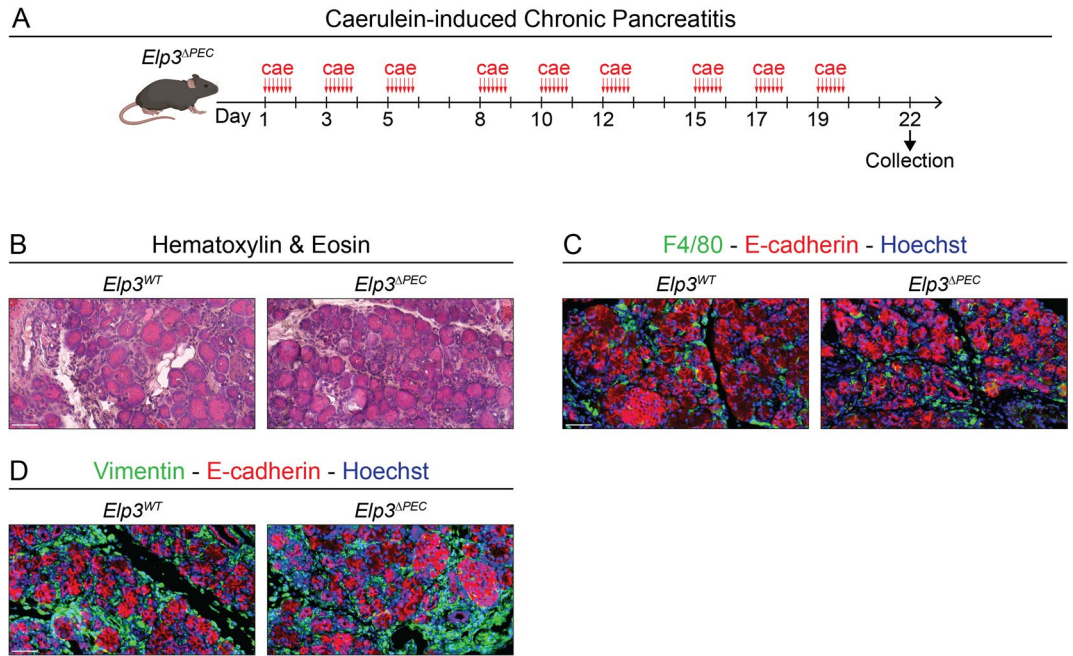 A Caerulein-induced Chronic Pancreatitis
Elp3ΔPEC
cae cae cae cae cae cae cae cae cae
Day 1 3 5 8 10 12 15 17 19 22
Collection
B Hematoxylin & Eosin
Elp3WT Elp3ΔPEC
C F4/80 - E-cadherin - Hoechst
Elp3WT Elp3ΔPEC
D Vimentin - E-cadherin - Hoechst
Elp3WT Elp3ΔPEC